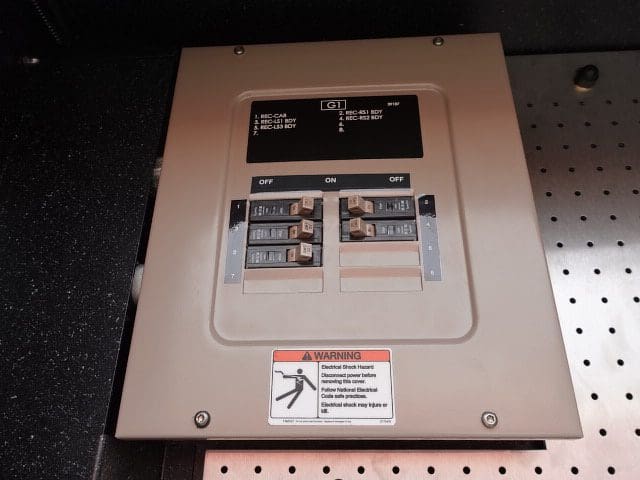 G1
39187
1. REC-CAB
2. REC-RS1 BDY
3. REC-LS1 BDY
4. REC-RS2 BDY
5. REC-LS3 BDY
6.
7.
8.
OFF ON OFF
1
2
4
5
6
7
8
WARNING
Electrical Shock Hazard
Disconnect power before
removing this cover.
Follow National Electrical
Code safe practices.
Electrical shock may injure or
kill.